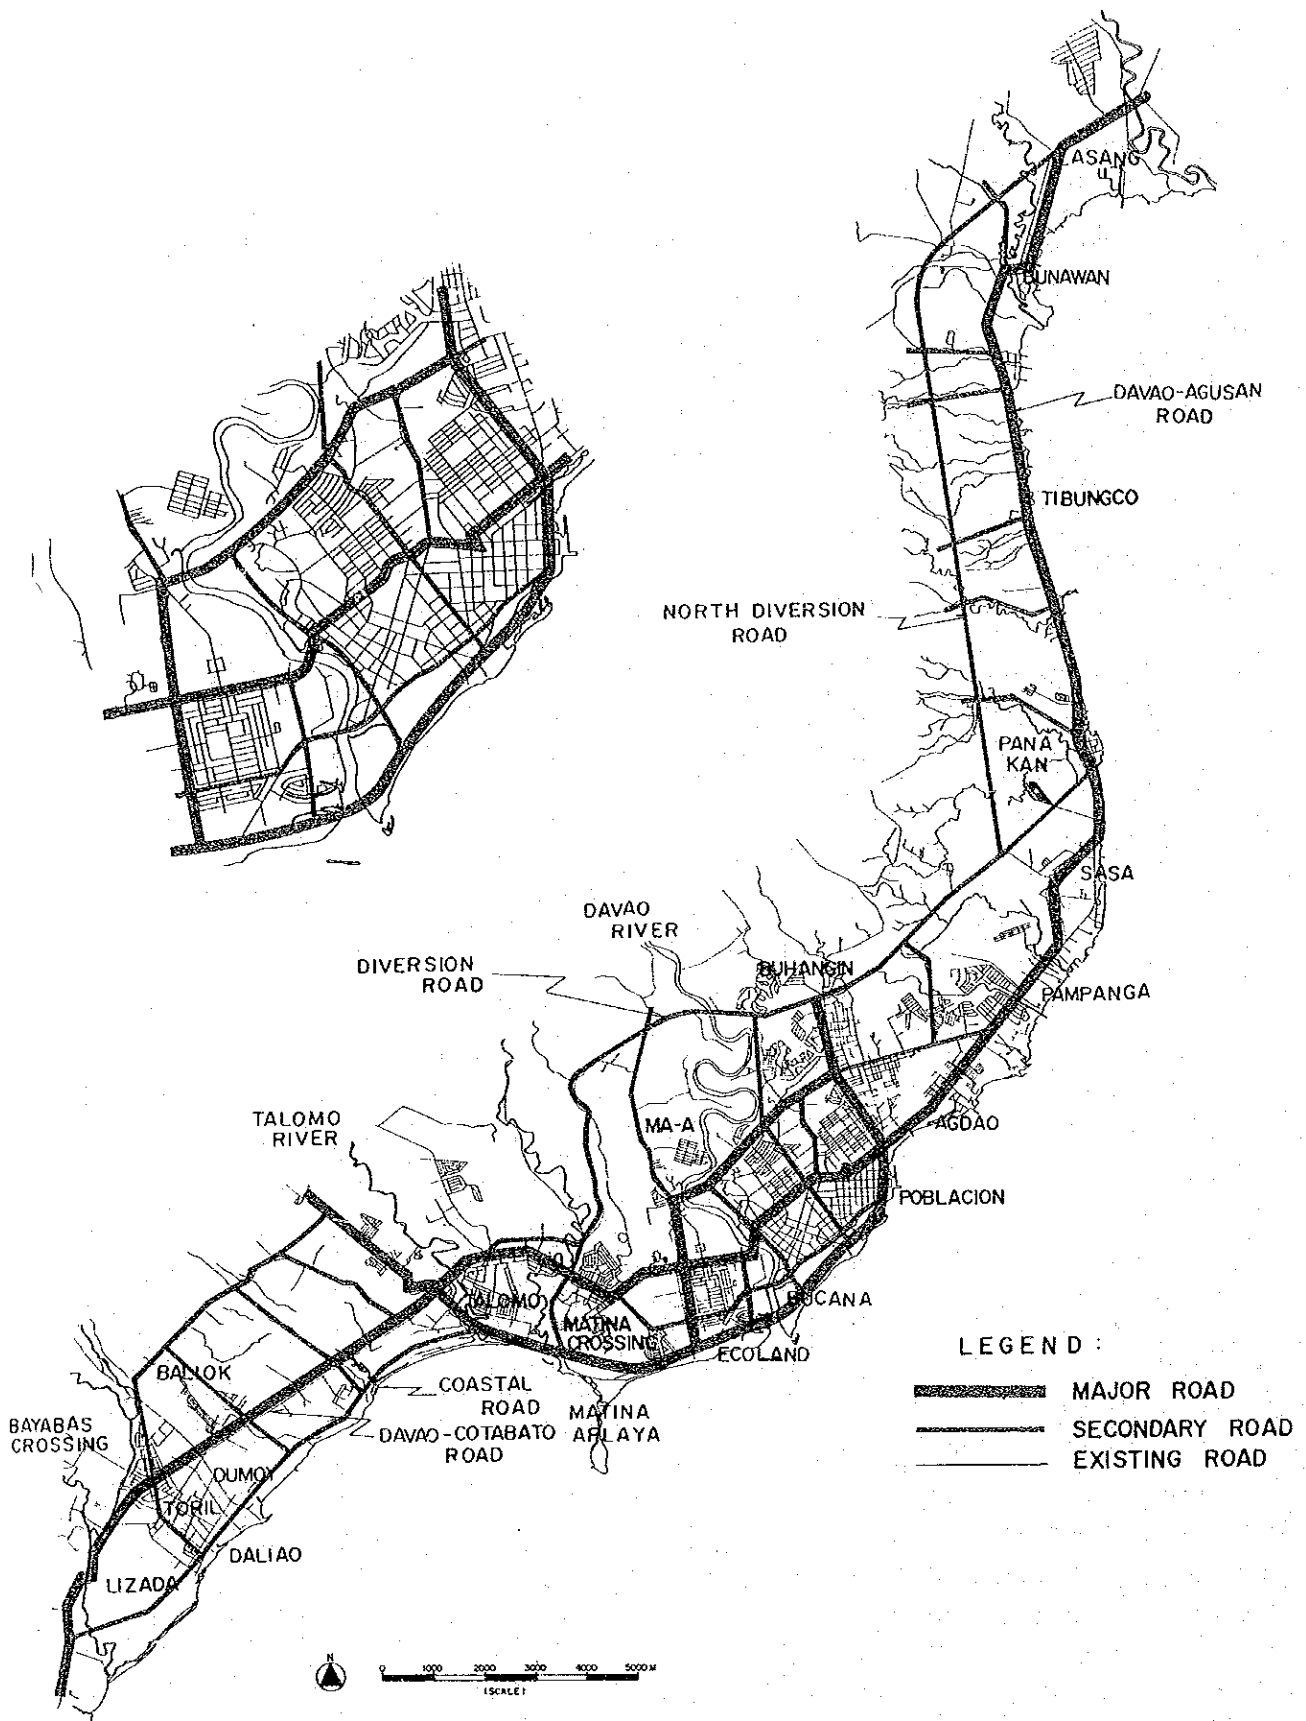 LASANG
BUNAWAN
DAVAO-AGUSAN
ROAD
TIBUNGCO
NORTH DIVERSION
ROAD
PANA
KAN
SASA
DAVAO
RIVER
DIVERSION
ROAD
BUHANGIN
PAMPANGA
TALOMO
RIVER
MA-A
AGDAO
POBLACION
TALOMO
BUCANA
MATINA
CROSSING
ECOLAND
LEGEND :
MAJOR ROAD
SECONDARY ROAD
EXISTING ROAD
BALIOK
COASTAL
ROAD
MATINA
APLAYA
BAYABAS
CROSSING
DAVAO-COTABATO
ROAD
DUMOY
TORIL
DALIAO
LIZADA
N
0 1000 2000 3000 4000 5000 M
(SCALE)